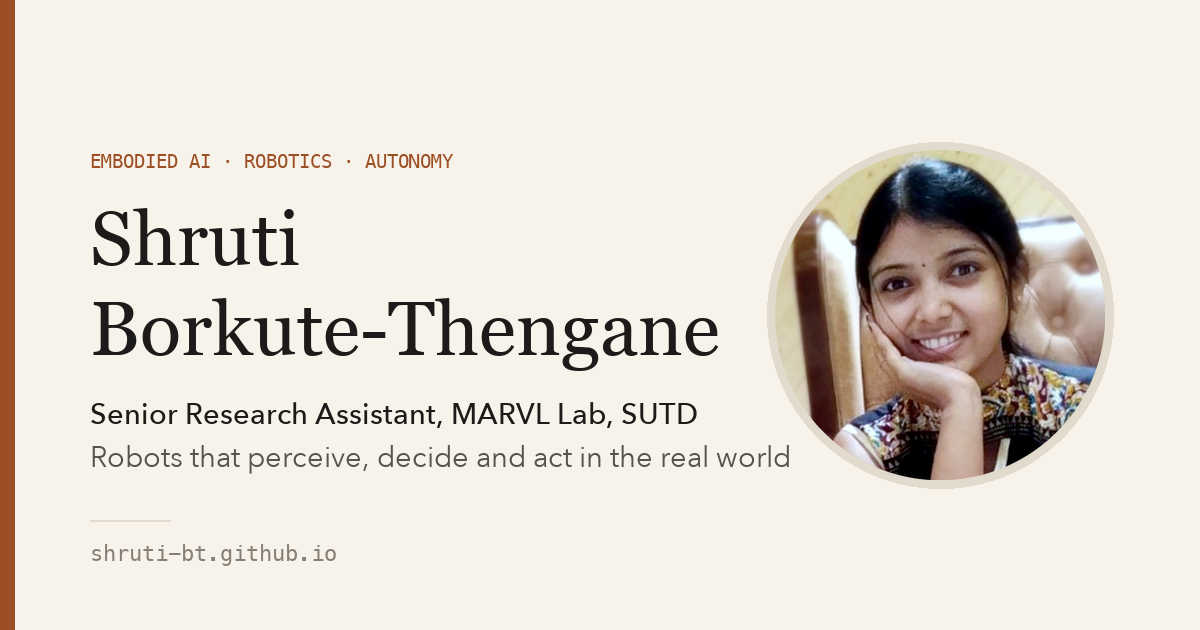 EMBODIED AI · ROBOTICS · AUTONOMY
Shruti
Borkute-Thengane
Senior Research Assistant, MARVL Lab, SUTD
Robots that perceive, decide and act in the real world
shruti-bt.github.io